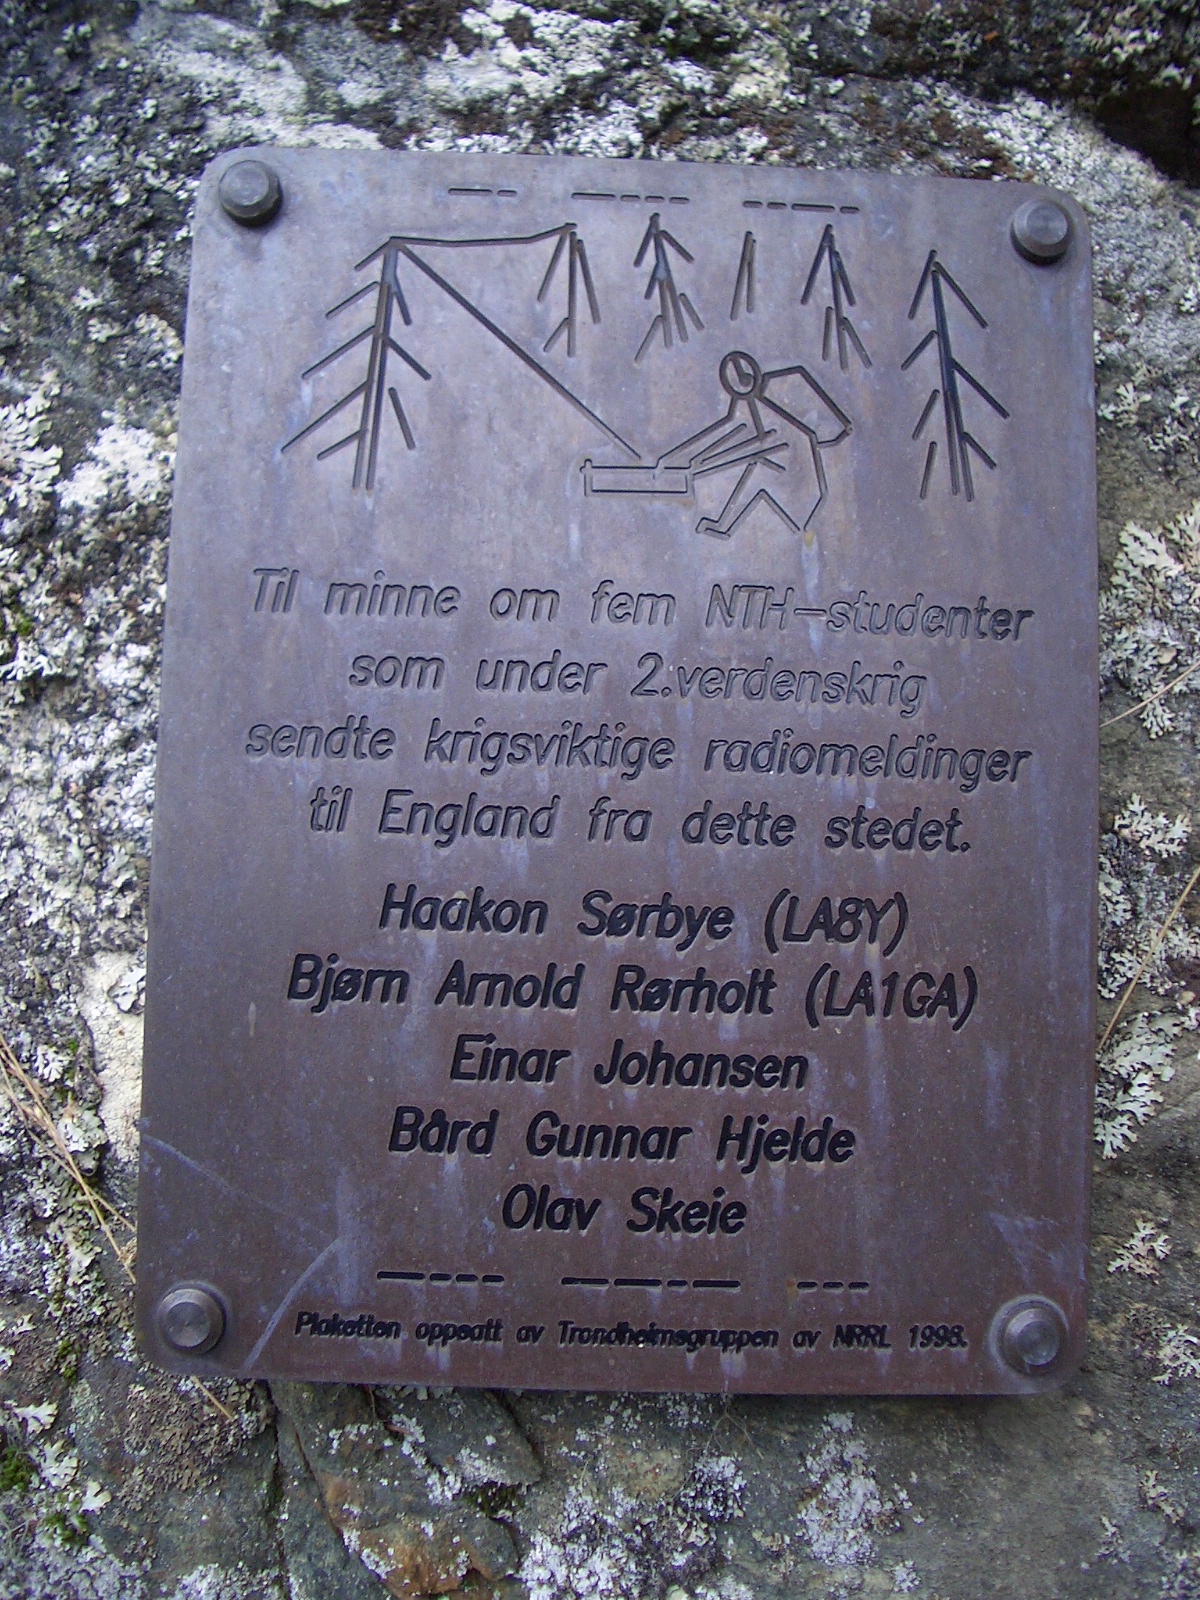 Til minne om fem NTH-studenter
som under 2.verdenskrig
sendte krigsviktige radiomeldinger
til England fra dette stedet.
Haakon Sørbye (LA8Y)
Bjørn Arnold Rørholt (LA1GA)
Einar Johansen
Bård Gunnar Hjelde
Olav Skeie
Plaketten oppsatt av Trondheimsgruppen av NRRL 1998.